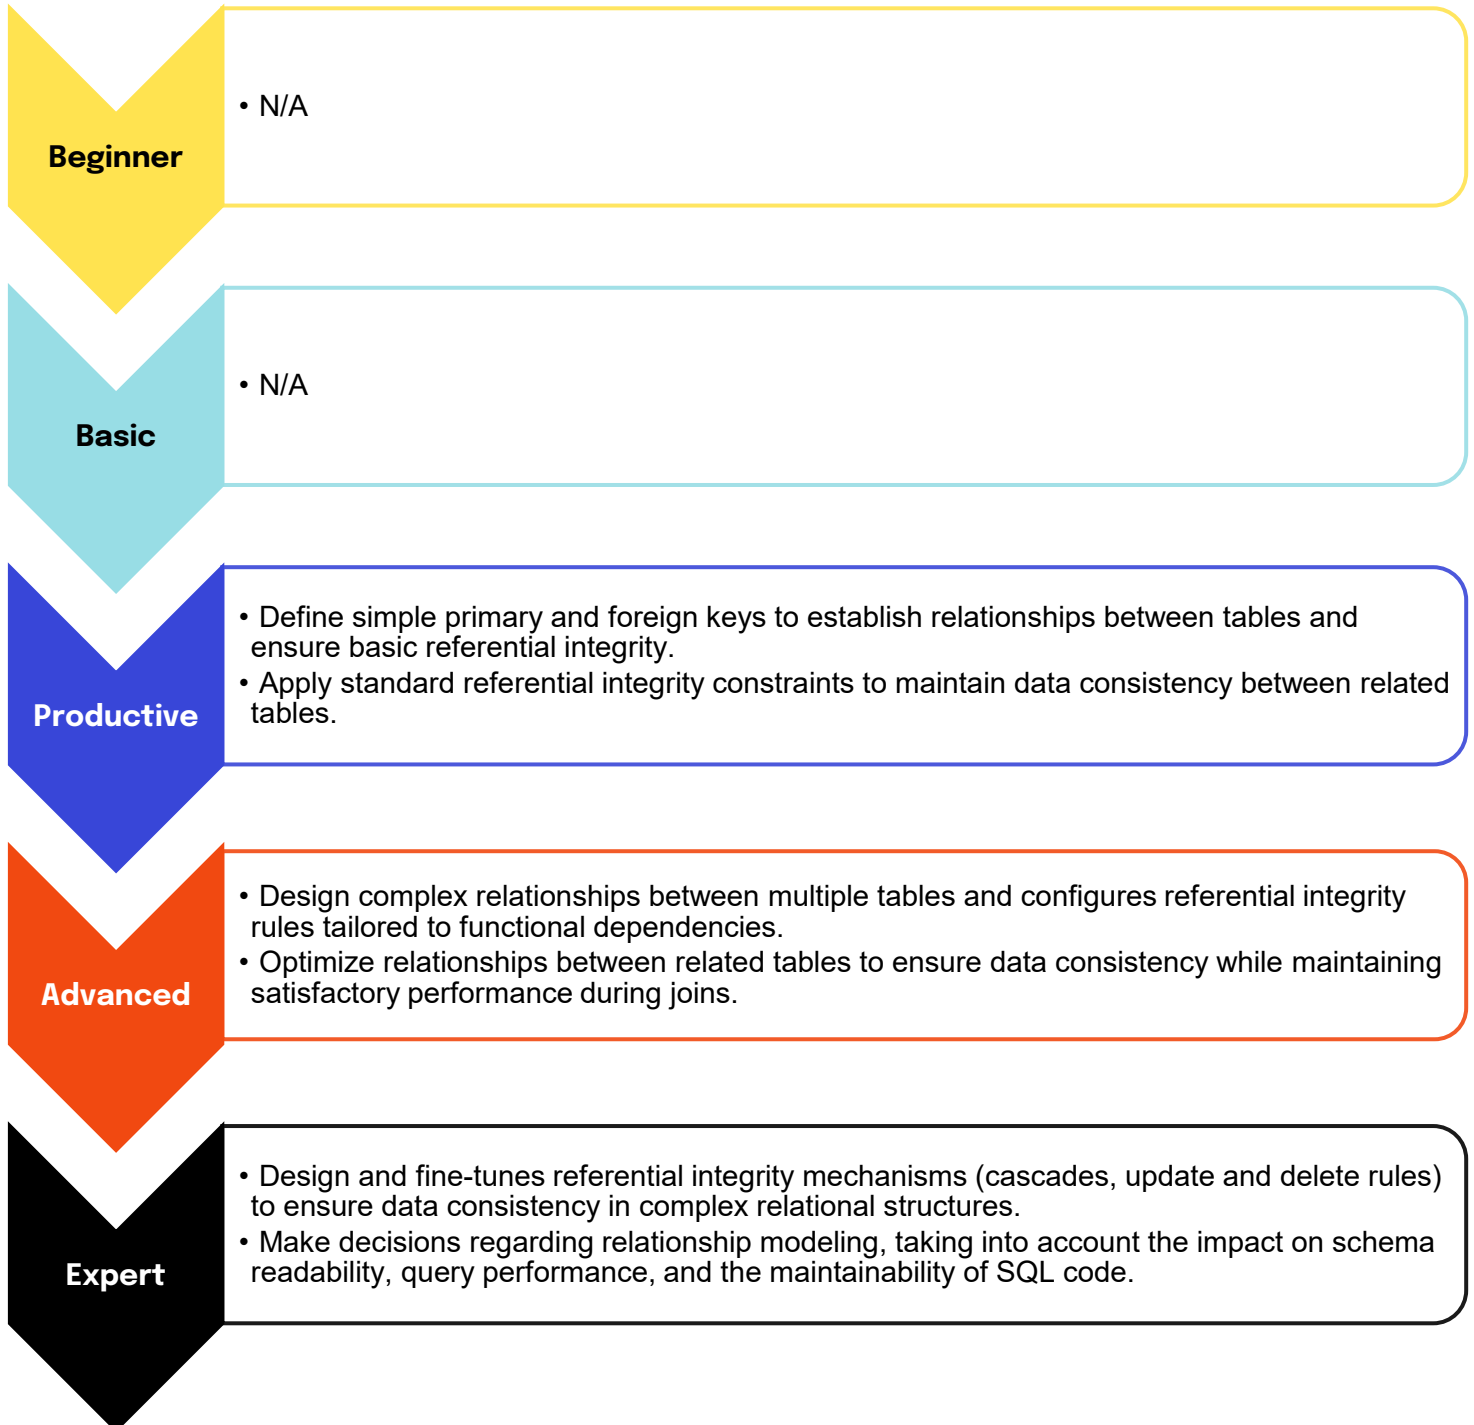 Beginner
• N/A
Basic
• N/A
Productive
• Define simple primary and foreign keys to establish relationships between tables and
ensure basic referential integrity.
• Apply standard referential integrity constraints to maintain data consistency between related
tables.
Advanced
• Design complex relationships between multiple tables and configures referential integrity
rules tailored to functional dependencies.
• Optimize relationships between related tables to ensure data consistency while maintaining
satisfactory performance during joins.
Expert
• Design and fine-tunes referential integrity mechanisms (cascades, update and delete rules)
to ensure data consistency in complex relational structures.
• Make decisions regarding relationship modeling, taking into account the impact on schema
readability, query performance, and the maintainability of SQL code.